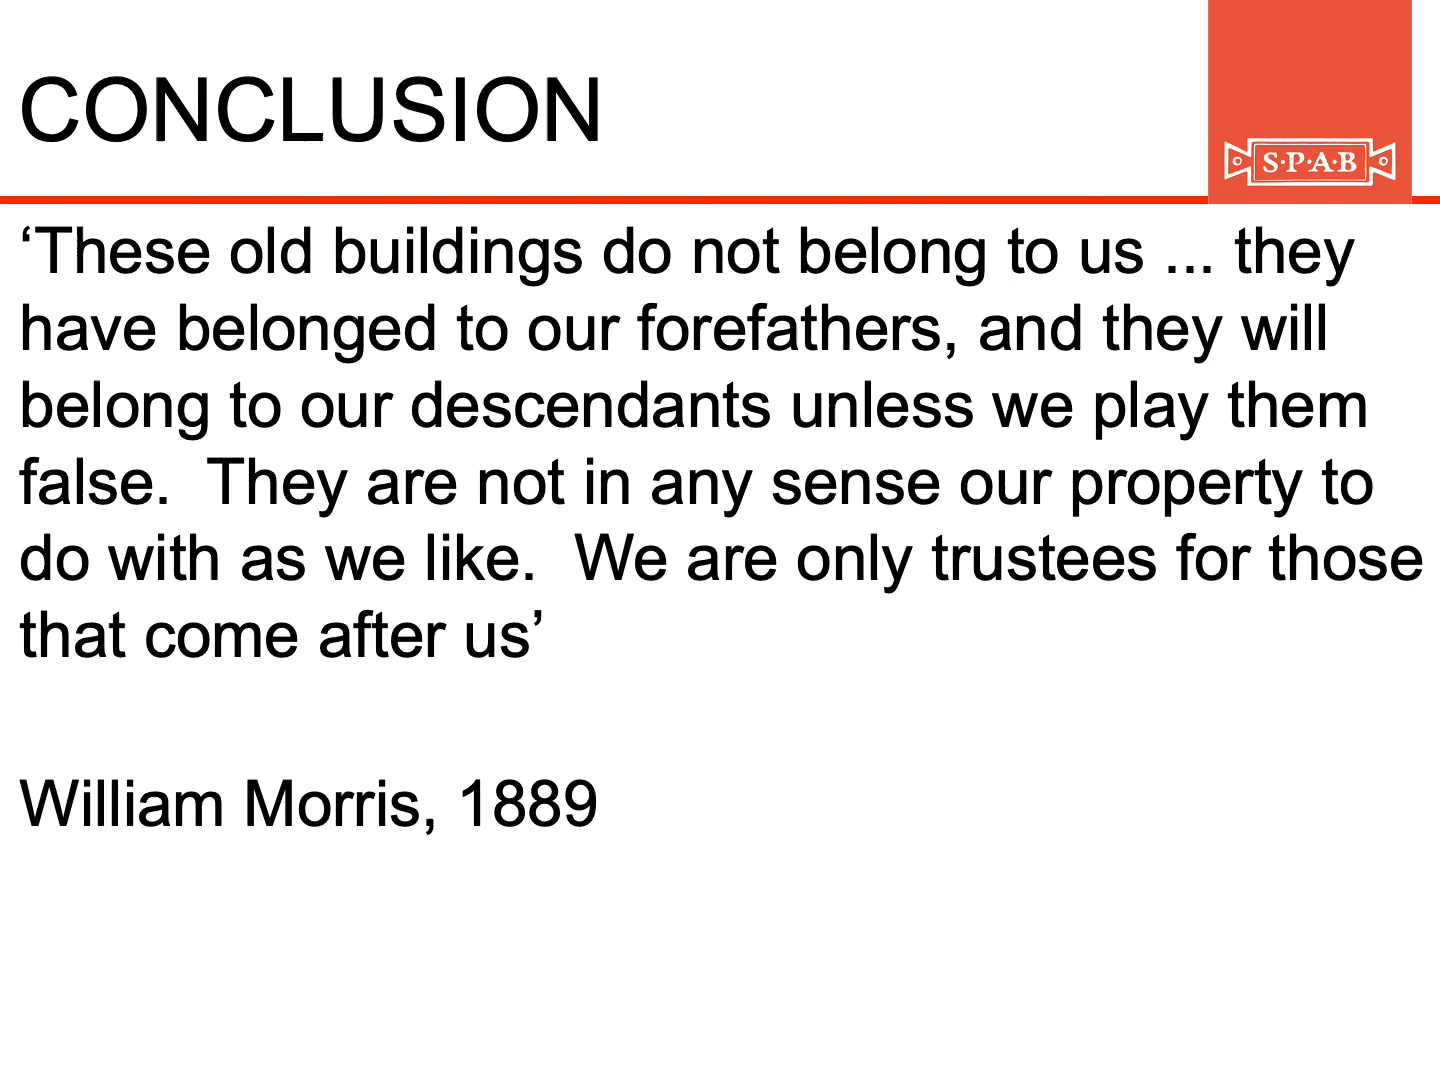 CONCLUSION
S·P·A·B
‘These old buildings do not belong to us ... they
have belonged to our forefathers, and they will
belong to our descendants unless we play them
false.  They are not in any sense our property to
do with as we like.  We are only trustees for those
that come after us’
William Morris, 1889